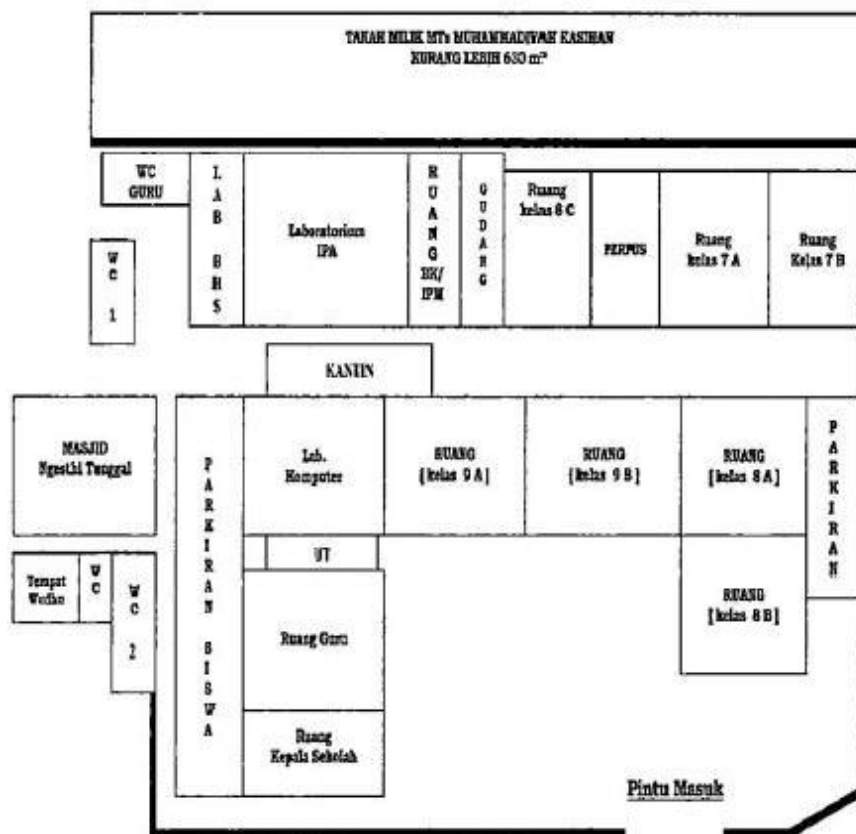 TANAH MILIK MTs MUHAMMADIYAH KASIHAN
KURANG LEBIH 630 m²
WC
GURU
LAB BHS
Laboratorium
IPA
RUANG
BK/
IPM
GUDANG
Ruang
kelas 8 C
PERPUS
Ruang
kelas 7 A
Ruang
Kelas 7 B
WC 1
KANTIN
MASJID
Ngesthi Tunggal
PARKIRAN SISWA
Lab.
Komputer
RUANG
[kelas 9 A]
RUANG
[kelas 9 B]
RUANG
[kelas 8 A]
PARKIRAN
Tempat
Wudhu
WC
WC 2
UT
Ruang Guru
RUANG
[kelas 8 B]
Ruang
Kepala Sekolah
Pintu Masuk